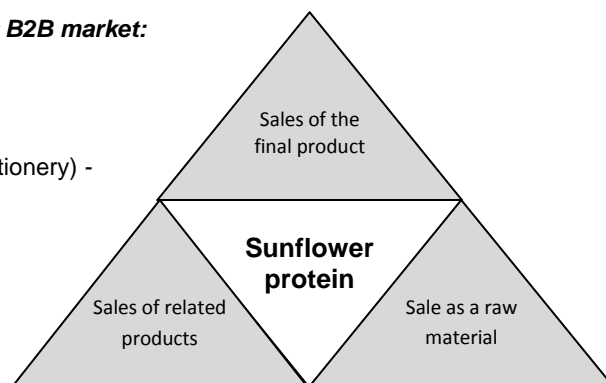 B2B market:
Sales of the
final product
tionery) -
Sunflower
protein
Sales of related
products
Sale as a raw
material